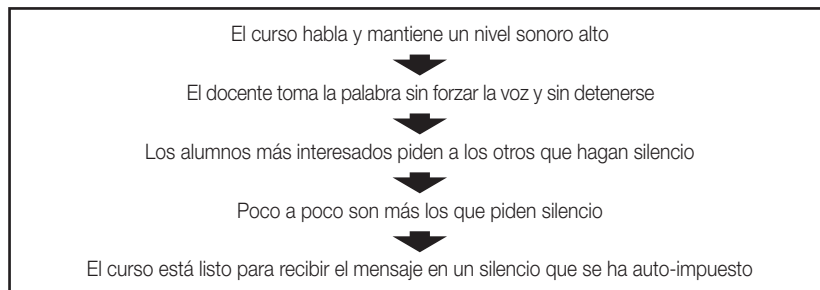 El curso habla y mantiene un nivel sonoro alto
El docente toma la palabra sin forzar la voz y sin detenerse
Los alumnos más interesados piden a los otros que hagan silencio
Poco a poco son más los que piden silencio
El curso está listo para recibir el mensaje en un silencio que se ha auto-impuesto